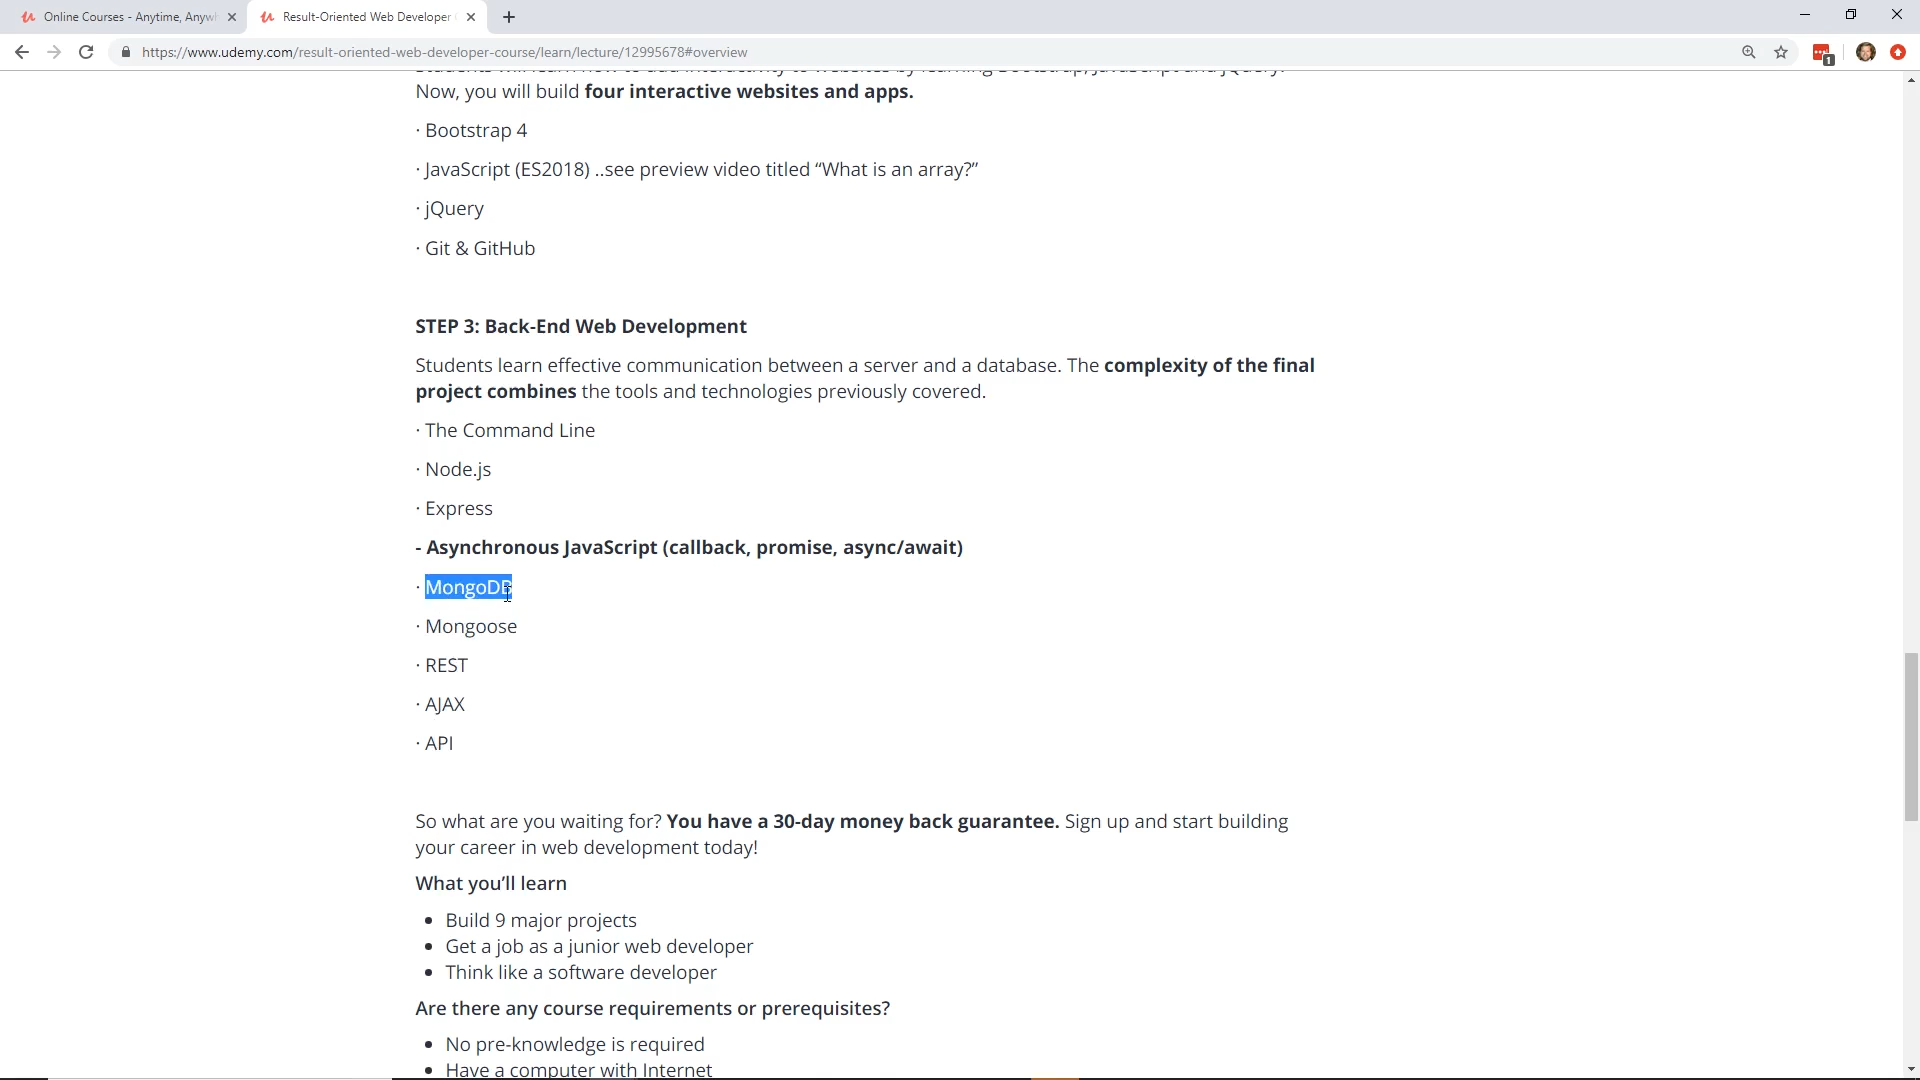 Online Courses - Anytime, Anyw
Result-Oriented Web Developer
https://www.udemy.com/result-oriented-web-developer-course/learn/lecture/12995678#overview
1
Now, you will build four interactive websites and apps.
· Bootstrap 4
· JavaScript (ES2018) ..see preview video titled “What is an array?”
· jQuery
· Git & GitHub
STEP 3: Back-End Web Development
Students learn effective communication between a server and a database. The complexity of the final
project combines the tools and technologies previously covered.
· The Command Line
· Node.js
· Express
- Asynchronous JavaScript (callback, promise, async/await)
· MongoDB
· Mongoose
· REST
· AJAX
· API
So what are you waiting for? You have a 30-day money back guarantee. Sign up and start building
your career in web development today!
What you’ll learn
• Build 9 major projects
• Get a job as a junior web developer
• Think like a software developer
Are there any course requirements or prerequisites?
• No pre-knowledge is required
• Have a computer with Internet